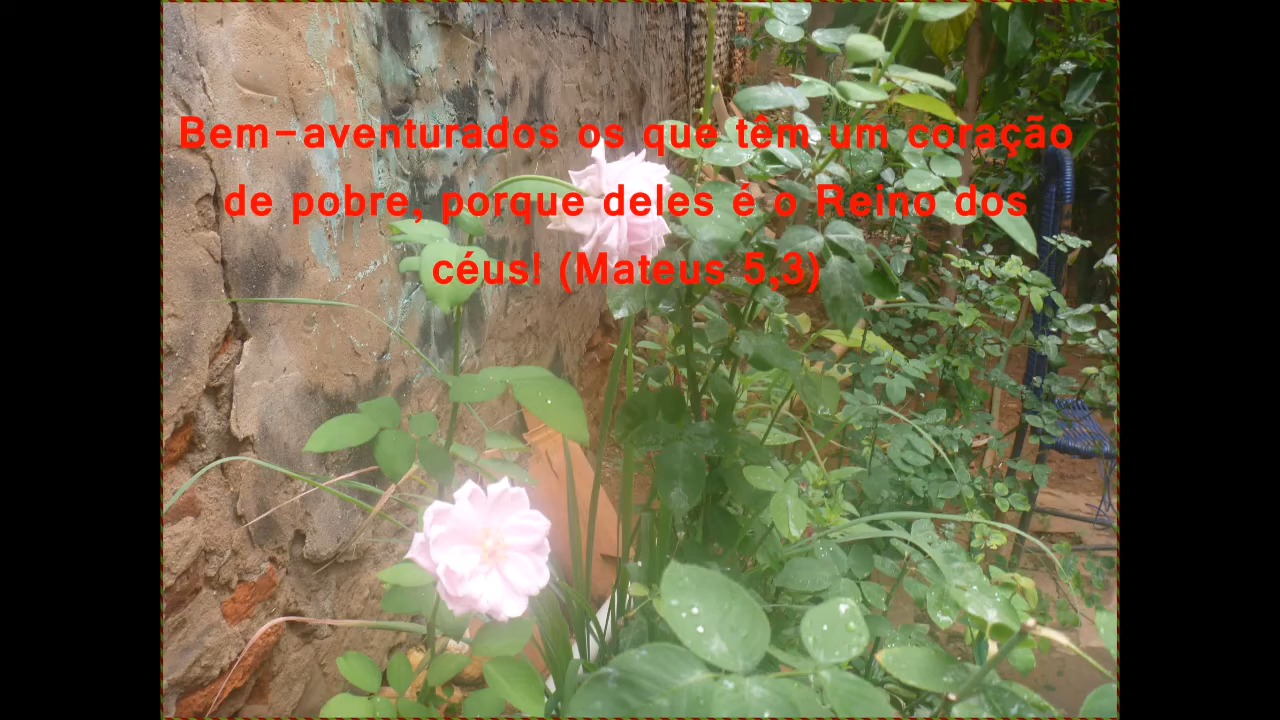 Bem-aventurados os que têm um coração
de pobre, porque deles é o Reino dos
céus! (Mateus 5,3)